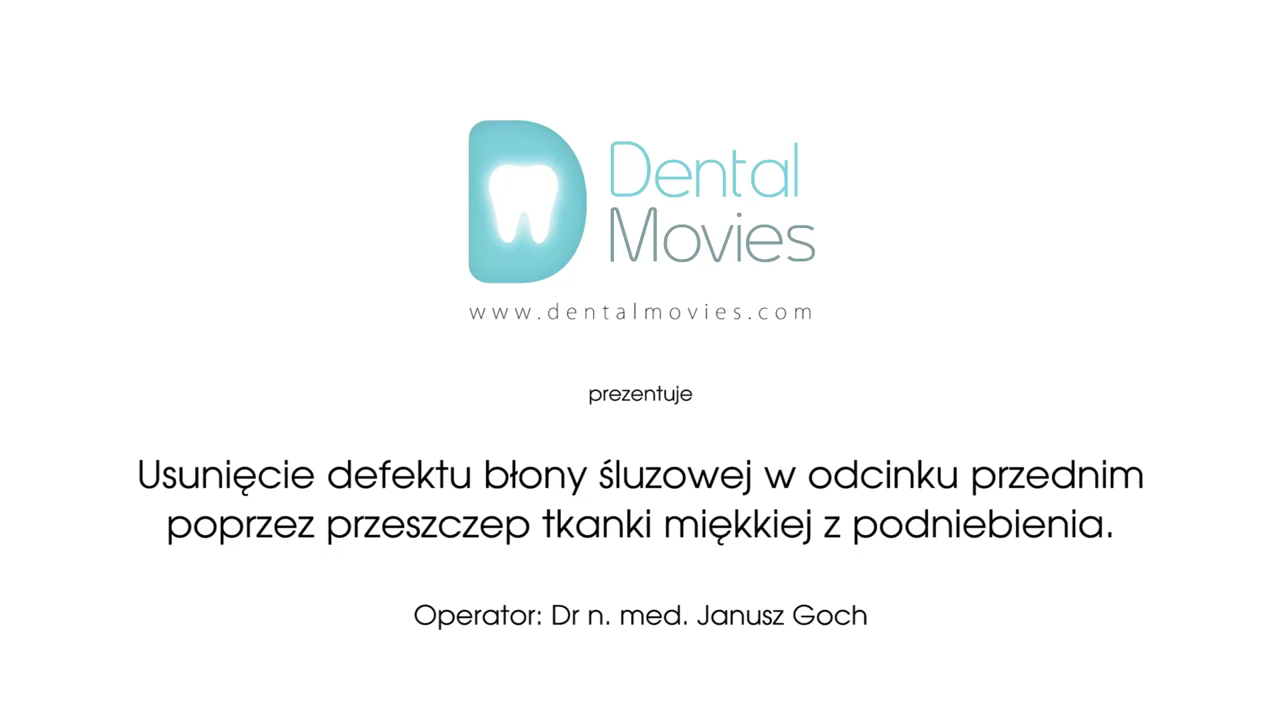 Dental
Movies
www.dentalmovies.com
prezentuje
Usunięcie defektu błony śluzowej w odcinku przednim
poprzez przeszczep tkanki miękkiej z podniebienia.
Operator: Dr n. med. Janusz Goch